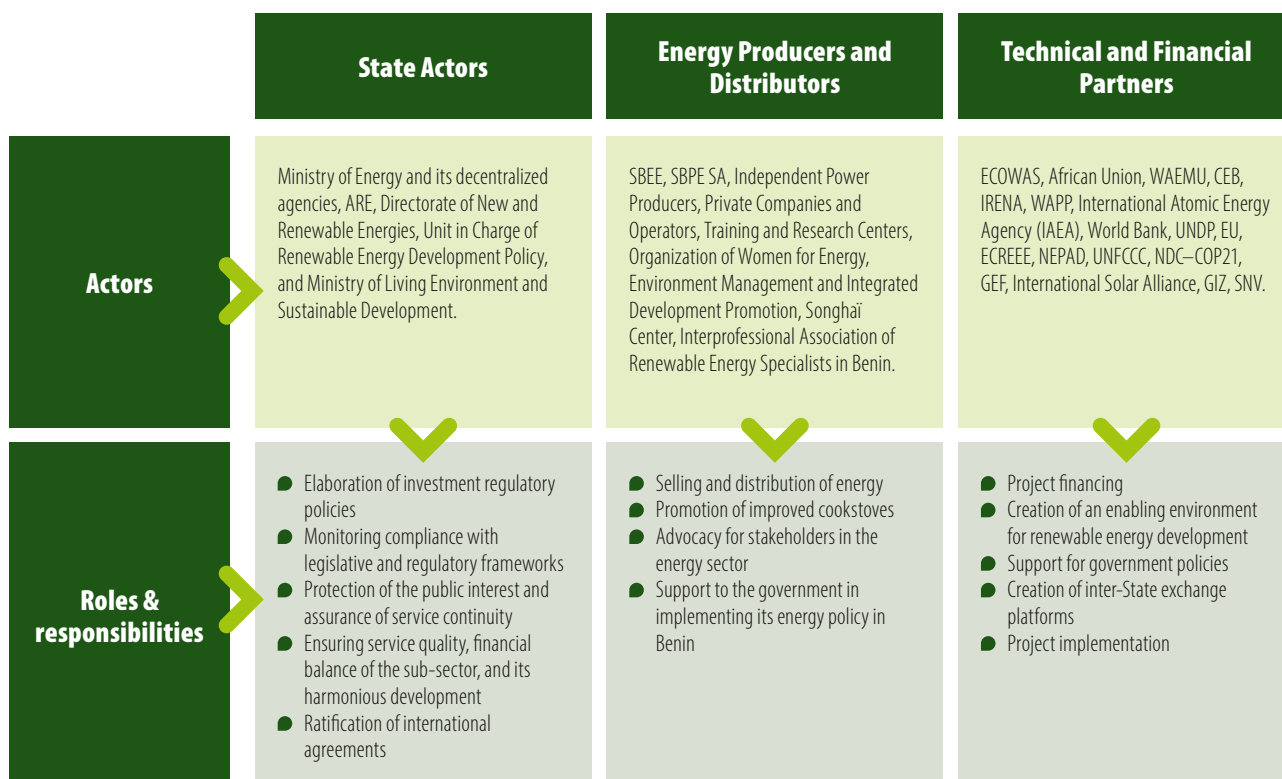 State Actors
Energy Producers and
Distributors
Technical and Financial
Partners
Actors
Ministry of Energy and its decentralized
agencies, ARE, Directorate of New and
Renewable Energies, Unit in Charge of
Renewable Energy Development Policy,
and Ministry of Living Environment and
Sustainable Development.
SBEE, SBPE SA, Independent Power
Producers, Private Companies and
Operators, Training and Research Centers,
Organization of Women for Energy,
Environment Management and Integrated
Development Promotion, Songhaï
Center, Interprofessional Association of
Renewable Energy Specialists in Benin.
ECOWAS, African Union, WAEMU, CEB,
IRENA, WAPP, International Atomic Energy
Agency (IAEA), World Bank, UNDP, EU,
ECREEE, NEPAD, UNFCCC, NDC–COP21,
GEF, International Solar Alliance, GIZ, SNV.
Roles &
responsibilities
Elaboration of investment regulatory
policies
Monitoring compliance with
legislative and regulatory frameworks
Protection of the public interest and
assurance of service continuity
Ensuring service quality, financial
balance of the sub-sector, and its
harmonious development
Ratification of international
agreements
Selling and distribution of energy
Promotion of improved cookstoves
Advocacy for stakeholders in the
energy sector
Support to the government in
implementing its energy policy in
Benin
Project financing
Creation of an enabling environment
for renewable energy development
Support for government policies
Creation of inter-State exchange
platforms
Project implementation